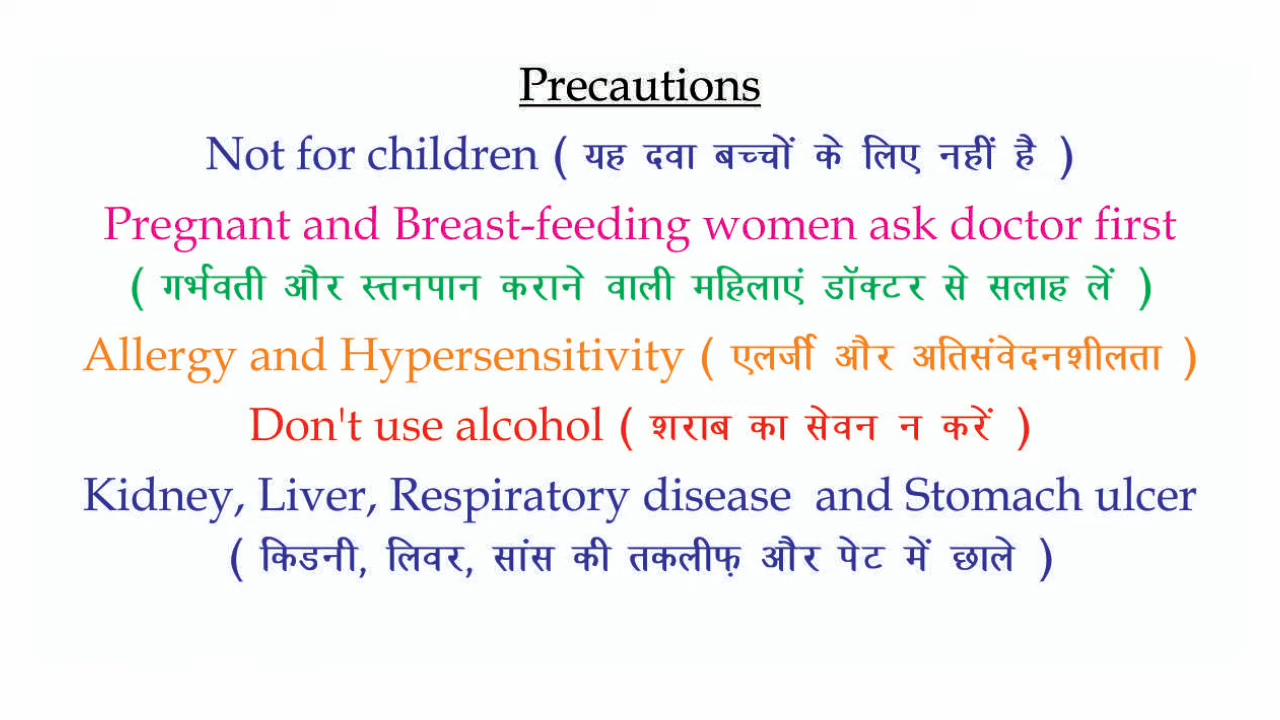 Precautions
Not for children ( यह दवा बच्चों के लिए नहीं है )
Pregnant and Breast-feeding women ask doctor first
( गर्भवती और स्तनपान कराने वाली महिलाएं डॉक्टर से सलाह लें )
Allergy and Hypersensitivity ( एलर्जी और अतिसंवेदनशीलता )
Don't use alcohol ( शराब का सेवन न करें )
Kidney, Liver, Respiratory disease  and Stomach ulcer
( किडनी, लिवर, सांस की तकलीफ़ और पेट में छाले )